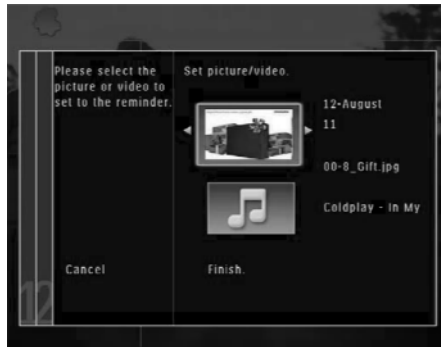 Please select the
picture or video to
set to the reminder.
Set picture/video.
12-August
11
00-8_Gift.jpg
Coldplay - In My
Cancel
Finish.
12